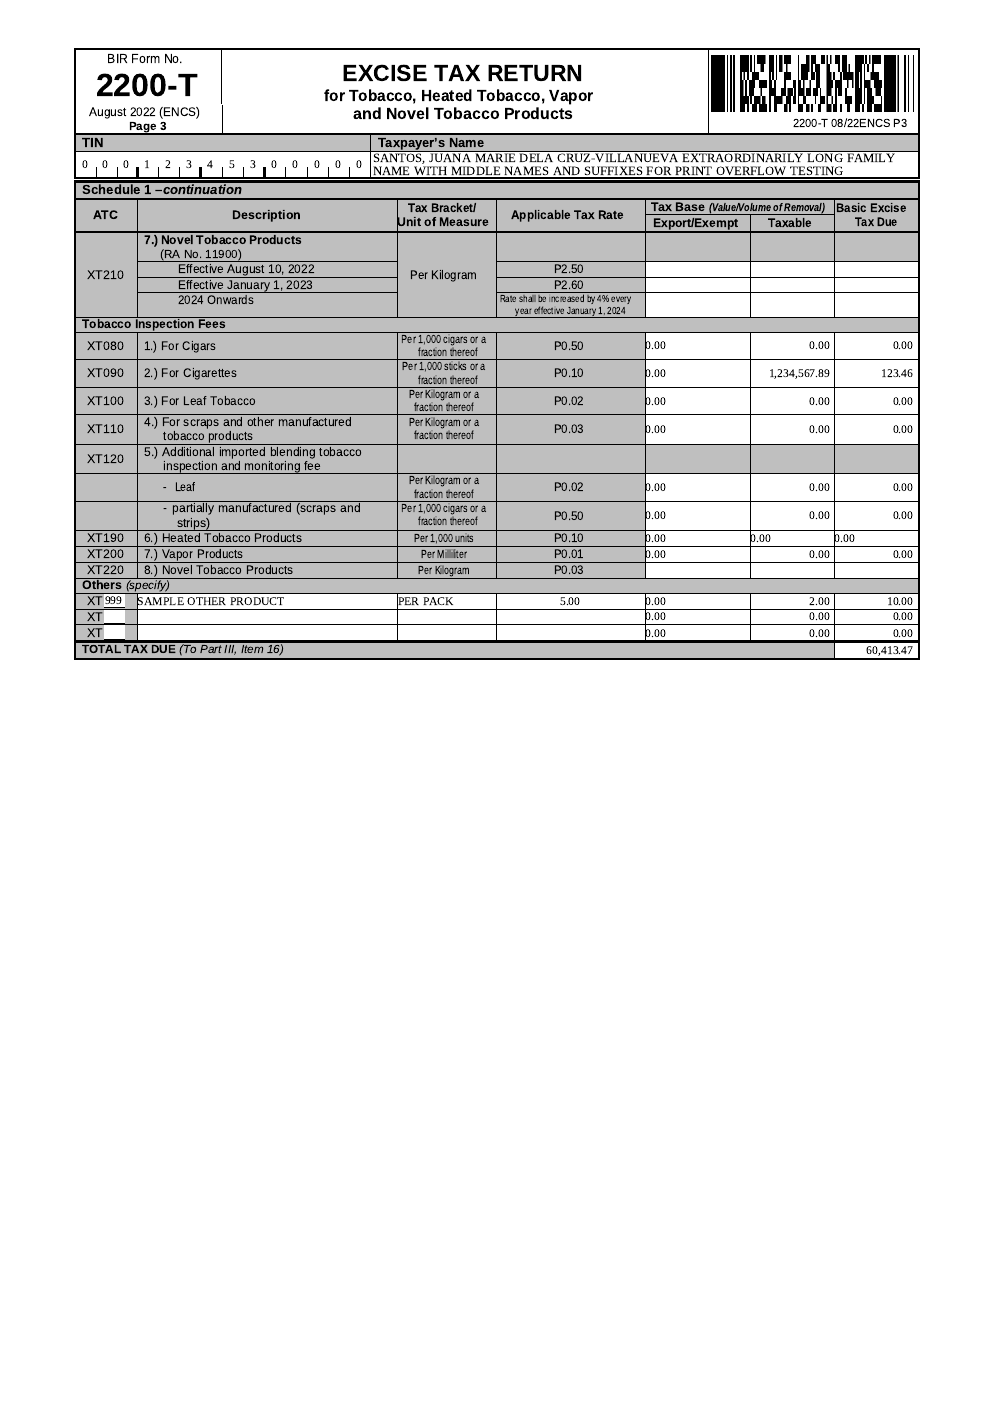 BIR Form No.
2200-T
August 2022 (ENCS)
Page 3
EXCISE TAX RETURN
for Tobacco, Heated Tobacco, Vapor
and Novel Tobacco Products
2200-T 08/22ENCS P3
TIN Taxpayer's Name
0 0 0 1 2 3 4 5 3 0 0 0 0 0
SANTOS, JUANA MARIE DELA CRUZ-VILLANUEVA EXTRAORDINARILY LONG FAMILY
NAME WITH MIDDLE NAMES AND SUFFIXES FOR PRINT OVERFLOW TESTING
Schedule 1 –continuation
ATC Description Tax Bracket/ Unit of Measure Applicable Tax Rate Tax Base (Value/Volume of Removal) Basic Excise Tax Due
Export/Exempt Taxable
7.) Novel Tobacco Products
(RA No. 11900)
XT210 Per Kilogram
Effective August 10, 2022 P2.50
Effective January 1, 2023 P2.60
2024 Onwards Rate shall be increased by 4% every
year effective January 1, 2024
Tobacco Inspection Fees
XT080 1.) For Cigars Per 1,000 cigars or a fraction thereof P0.50 0.00 0.00 0.00
XT090 2.) For Cigarettes Per 1,000 sticks or a fraction thereof P0.10 0.00 1,234,567.89 123.46
XT100 3.) For Leaf Tobacco Per Kilogram or a fraction thereof P0.02 0.00 0.00 0.00
XT110 4.) For scraps and other manufactured tobacco products Per Kilogram or a fraction thereof P0.03 0.00 0.00 0.00
XT120 5.) Additional imported blending tobacco inspection and monitoring fee
- Leaf Per Kilogram or a fraction thereof P0.02 0.00 0.00 0.00
- partially manufactured (scraps and strips) Per 1,000 cigars or a fraction thereof P0.50 0.00 0.00 0.00
XT190 6.) Heated Tobacco Products Per 1,000 units P0.10 0.00 0.00 0.00
XT200 7.) Vapor Products Per Milliliter P0.01 0.00 0.00 0.00
XT220 8.) Novel Tobacco Products Per Kilogram P0.03
Others (specify)
XT 999 SAMPLE OTHER PRODUCT PER PACK 5.00 0.00 2.00 10.00
XT 0.00 0.00 0.00
XT 0.00 0.00 0.00
TOTAL TAX DUE (To Part III, Item 16) 60,413.47